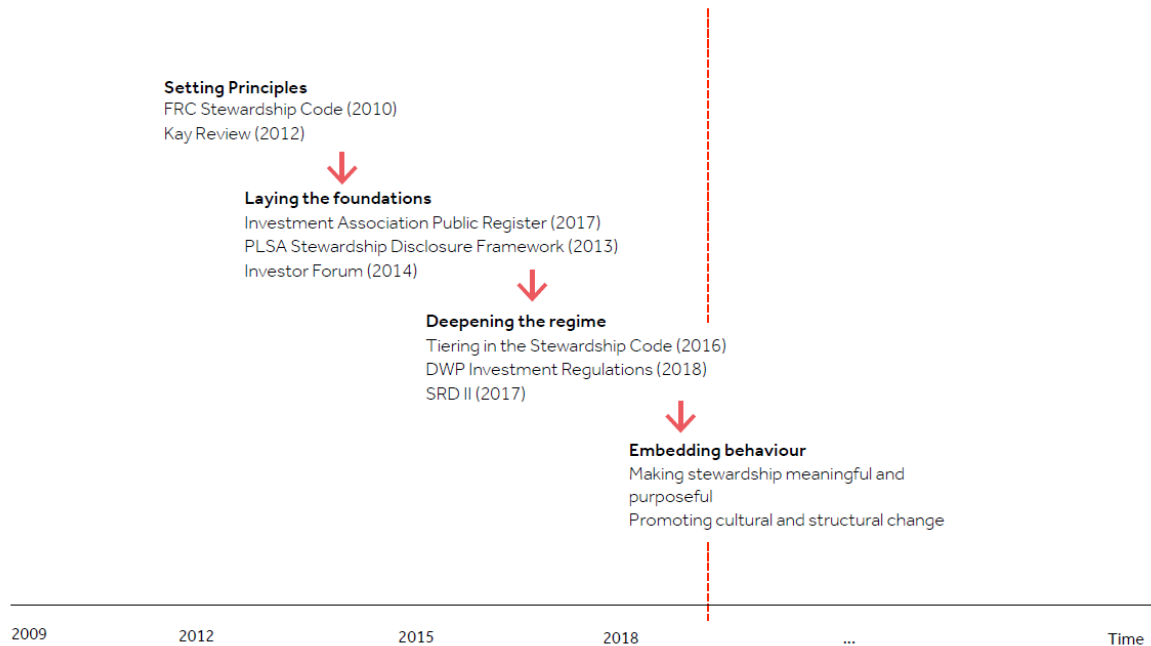 Setting Principles
FRC Stewardship Code (2010)
Kay Review (2012)
Laying the foundations
Investment Association Public Register (2017)
PLSA Stewardship Disclosure Framework (2013)
Investor Forum (2014)
Deepening the regime
Tiering in the Stewardship Code (2016)
DWP Investment Regulations (2018)
SRD II (2017)
Embedding behaviour
Making stewardship meaningful and
purposeful
Promoting cultural and structural change
2009 2012 2015 2018 ... Time